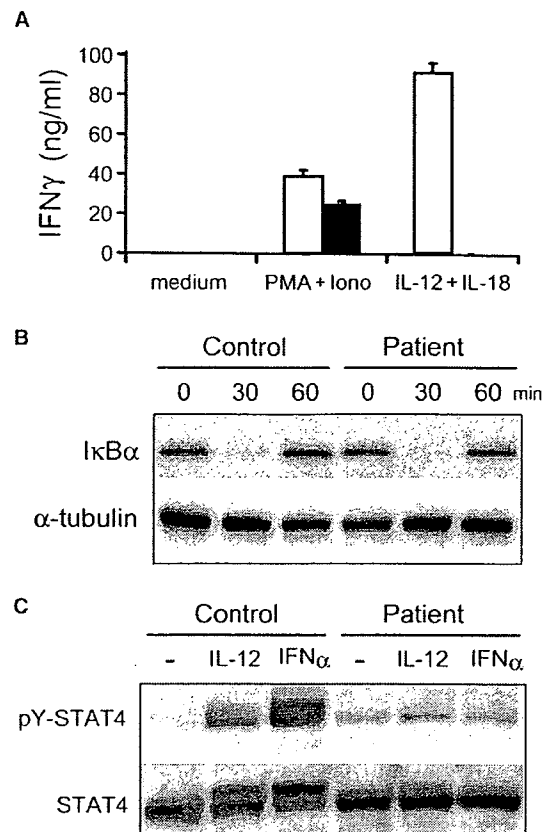 A
IFNγ (ng/ml)
100
80
60
40
20
0
medium PMA + Iono IL-12 + IL-18
B
Control Patient
0 30 60 0 30 60 min
IκBα
α-tubulin
C
Control Patient
- IL-12 IFNα - IL-12 IFNα
pY-STAT4
STAT4